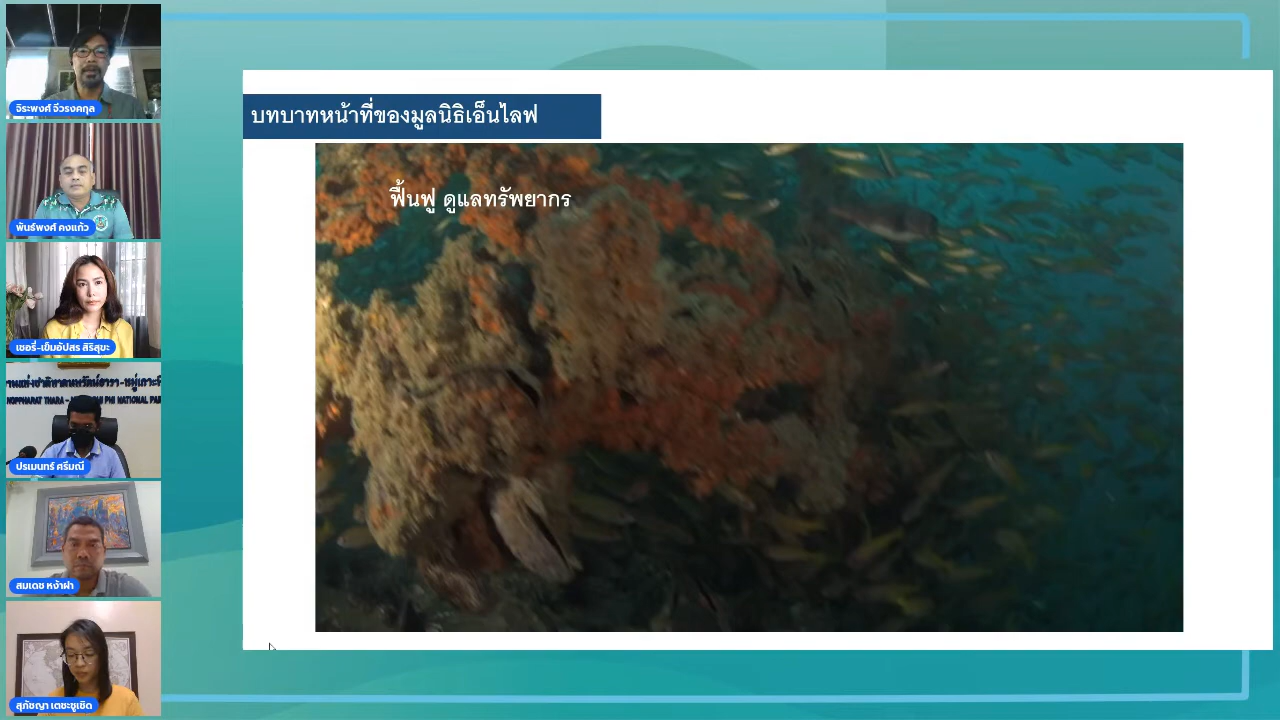 จิระพงศ์ จีวรงคกุล
พันธ์พงศ์ คงแก้ว
เชอรี่-เข็มอัปสร สิริสุขะ
ปรเมนทร์ ศรีมณี
สมเดช หง้าฝา
สุภัชญา เตชะชูเชิด
บทบาทหน้าที่ของมูลนิธิเอ็นไลฟ
ฟื้นฟู ดูแลทรัพยากร